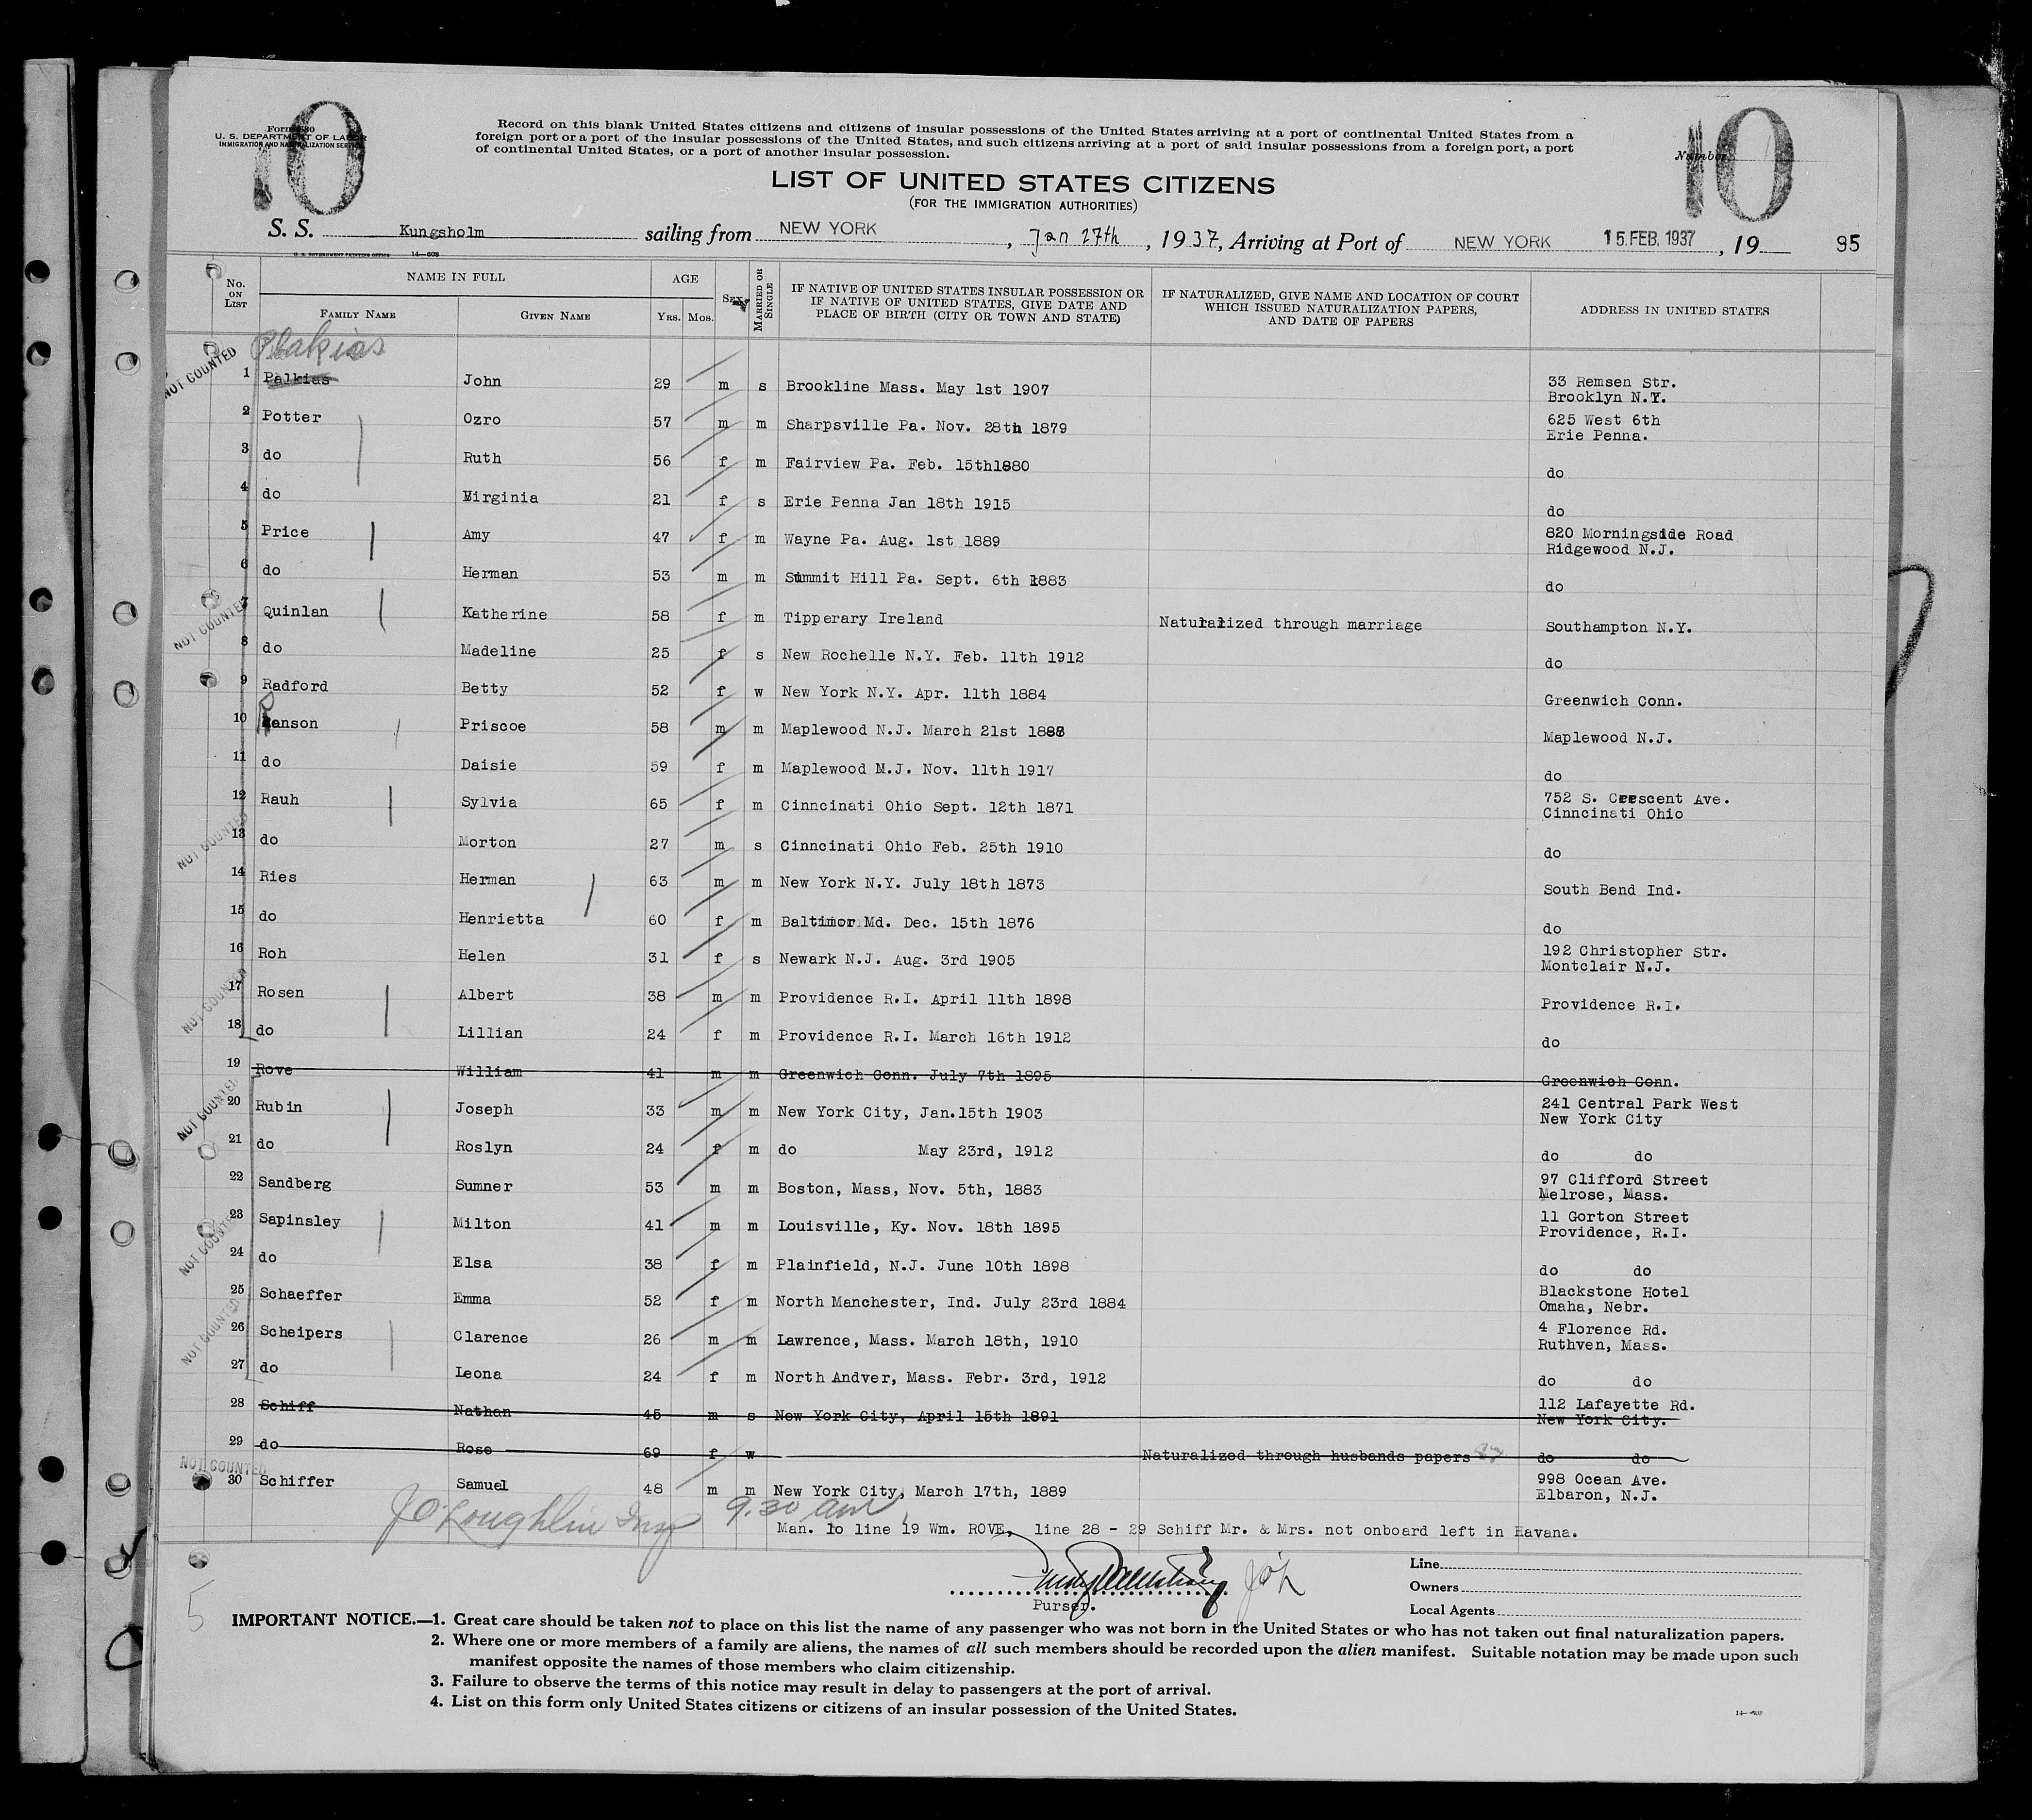 10
10
Form 630
U. S. DEPARTMENT OF LABOR
IMMIGRATION AND NATURALIZATION SERVICE
Record on this blank United States citizens and citizens of insular possessions of the United States arriving at a port of continental United States from a
foreign port or a port of the insular possessions of the United States, and such citizens arriving at a port of said insular possessions from a foreign port, a port
of continental United States, or a port of another insular possession.
Number
LIST OF UNITED STATES CITIZENS
(FOR THE IMMIGRATION AUTHORITIES)
S. S. Kungsholm sailing from NEW YORK, Jan 27th, 1937, Arriving at Port of NEW YORK 15. FEB. 1937, 19 95
U. S. GOVERNMENT PRINTING OFFICE 14—608
No. ON LIST NAME IN FULL FAMILY NAME GIVEN NAME AGE YRS. MOS. SEX MARRIED OR SINGLE IF NATIVE OF UNITED STATES INSULAR POSSESSION OR IF NATIVE OF UNITED STATES, GIVE DATE AND PLACE OF BIRTH (CITY OR TOWN AND STATE) IF NATURALIZED, GIVE NAME AND LOCATION OF COURT WHICH ISSUED NATURALIZATION PAPERS, AND DATE OF PAPERS ADDRESS IN UNITED STATES
Plakias
NOT COUNTED
1 Palkias John 29 m s Brookline Mass. May 1st 1907 33 Remsen Str.
Brooklyn N.Y.
2 Potter Ozro 57 m m Sharpsville Pa. Nov. 28th 1879 625 West 6th
Erie Penna.
3 do Ruth 56 f m Fairview Pa. Feb. 15th1880 do
4 do Virginia 21 f s Erie Penna Jan 18th 1915 do
5 Price Amy 47 f m Wayne Pa. Aug. 1st 1889 820 Morningside Road
Ridgewood N.J.
6 do Herman 53 m m Summit Hill Pa. Sept. 6th 1883 do
NOT COUNTED
7 Quinlan Katherine 58 f m Tipperary Ireland Naturalized through marriage Southampton N.Y.
8 do Madeline 25 f s New Rochelle N.Y. Feb. 11th 1912 do
9 Radford Betty 52 f w New York N.Y. Apr. 11th 1884 Greenwich Conn.
10 Ranson Priscoe 58 m m Maplewood N.J. March 21st 1888 Maplewood N.J.
11 do Daisie 59 f m Maplewood M.J. Nov. 11th 1917 do
12 Rauh Sylvia 65 f m Cinncinati Ohio Sept. 12th 1871 752 S. Crescent Ave.
Cinncinati Ohio
NOT COUNTED
13 do Morton 27 m s Cinncinati Ohio Feb. 25th 1910 do
14 Ries Herman 63 m m New York N.Y. July 18th 1873 South Bend Ind.
15 do Henrietta 60 f m Baltimor Md. Dec. 15th 1876 do
16 Roh Helen 31 f s Newark N.J. Aug. 3rd 1905 192 Christopher Str.
Montclair N.J.
NOT COUNTED
17 Rosen Albert 38 m m Providence R.I. April 11th 1898 Providence R.I.
18 do Lillian 24 f m Providence R.I. March 16th 1912 do
19 Rove William 41 m m Greenwich Conn. July 7th 1895 Greenwich Conn.
NOT COUNTED
20 Rubin Joseph 33 m m New York City, Jan.15th 1903 241 Central Park West
New York City
21 do Roslyn 24 f m do May 23rd, 1912 do do
22 Sandberg Sumner 53 m m Boston, Mass, Nov. 5th, 1883 97 Clifford Street
Melrose, Mass.
23 Sapinsley Milton 41 m m Louisville, Ky. Nov. 18th 1895 11 Gorton Street
Providence, R.I.
NOT COUNTED
24 do Elsa 38 f m Plainfield, N.J. June 10th 1898 do do
25 Schaeffer Emma 52 f m North Manchester, Ind. July 23rd 1884 Blackstone Hotel
Omaha, Nebr.
NOT COUNTED
26 Scheipers Clarence 26 m m Lawrence, Mass. March 18th, 1910 4 Florence Rd.
Ruthven, Mass.
27 do Leona 24 f m North Andver, Mass. Febr. 3rd, 1912 do do
28 Schiff Nathan 45 m s New York City, April 15th 1891 112 Lafayette Rd.
New York City.
29 do Rose 69 f w Naturalized through husbands papers do do
NOT COUNTED
30 Schiffer Samuel 48 m m New York City, March 17th, 1889 998 Ocean Ave.
Elbaron, N.J.
J O'Loughlin Insp 9.30 am
Man. 10 line 19 Wm. ROVE, line 28 - 29 Schiff Mr. & Mrs. not onboard left in Havana.
JO'L
Purser.
Line
Owners
Local Agents
5
IMPORTANT NOTICE.—1. Great care should be taken not to place on this list the name of any passenger who was not born in the United States or who has not taken out final naturalization papers.
2. Where one or more members of a family are aliens, the names of all such members should be recorded upon the alien manifest. Suitable notation may be made upon such
manifest opposite the names of those members who claim citizenship.
3. Failure to observe the terms of this notice may result in delay to passengers at the port of arrival.
4. List on this form only United States citizens or citizens of an insular possession of the United States.
14—608